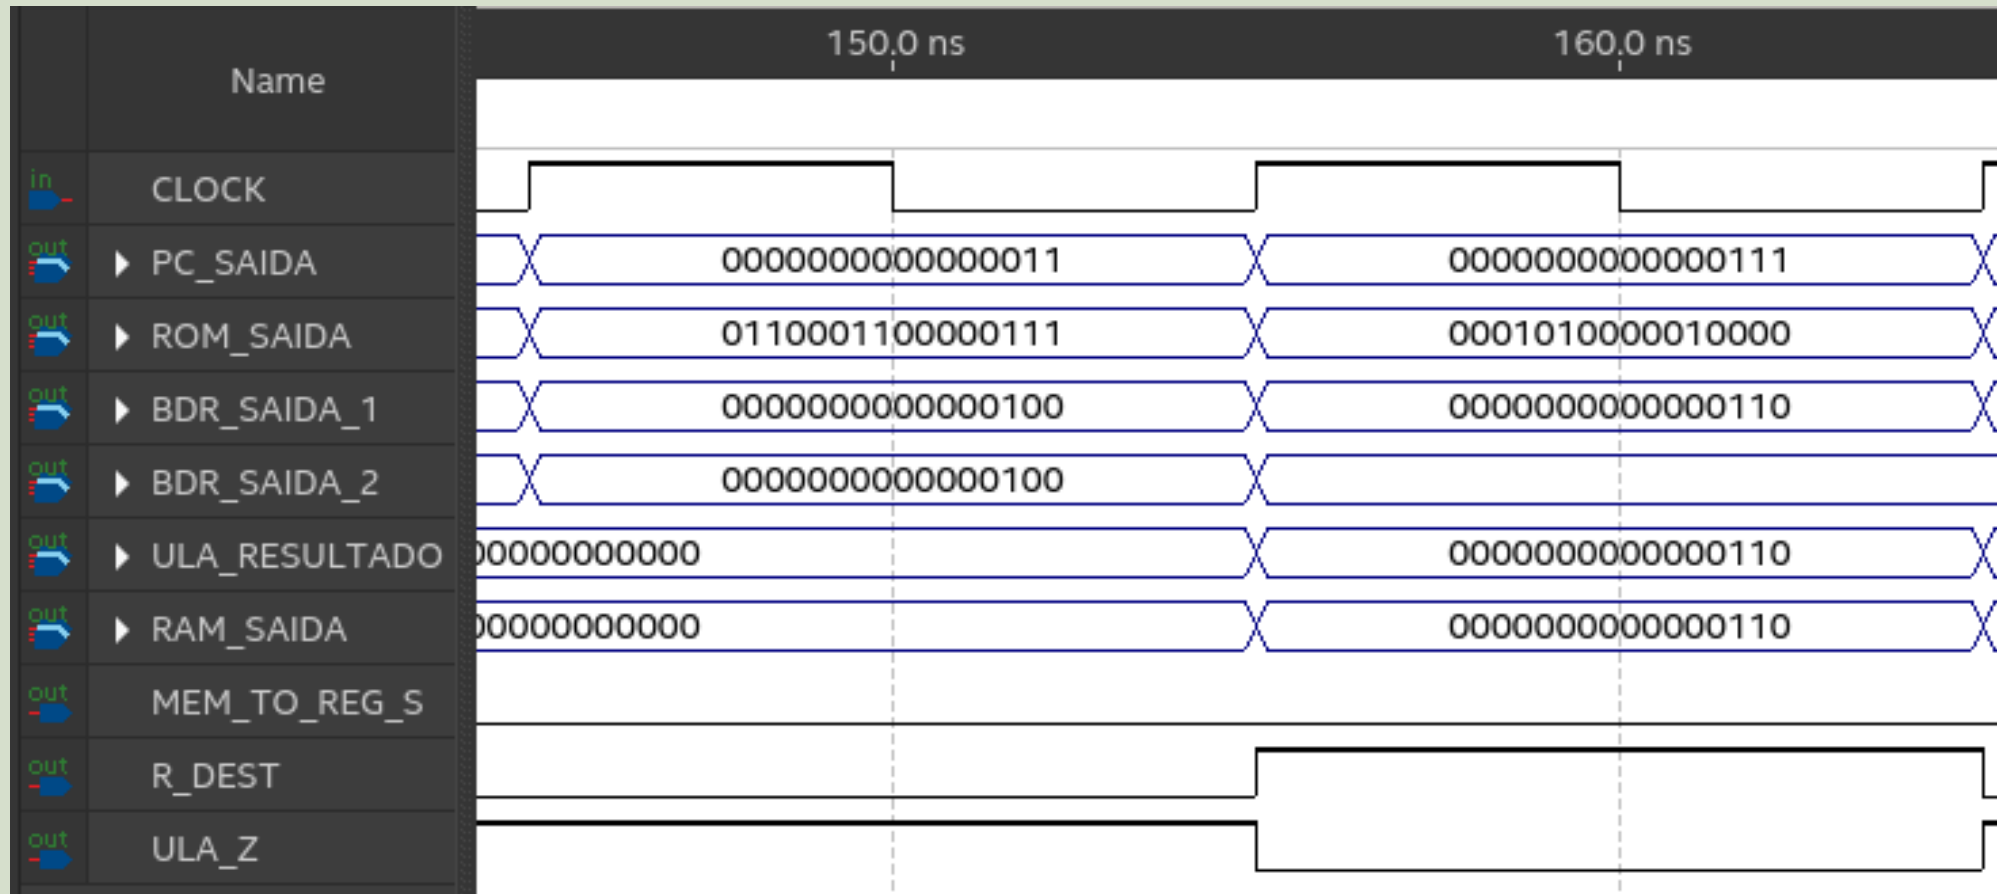 150.0 ns 160.0 ns
Name
in CLOCK
out PC_SAIDA 0000000000000011 0000000000000111
out ROM_SAIDA 0110001100000111 0001010000010000
out BDR_SAIDA_1 0000000000000100 0000000000000110
out BDR_SAIDA_2 0000000000000100
out ULA_RESULTADO 00000000000 0000000000000110
out RAM_SAIDA 00000000000 0000000000000110
out MEM_TO_REG_S
out R_DEST
out ULA_Z